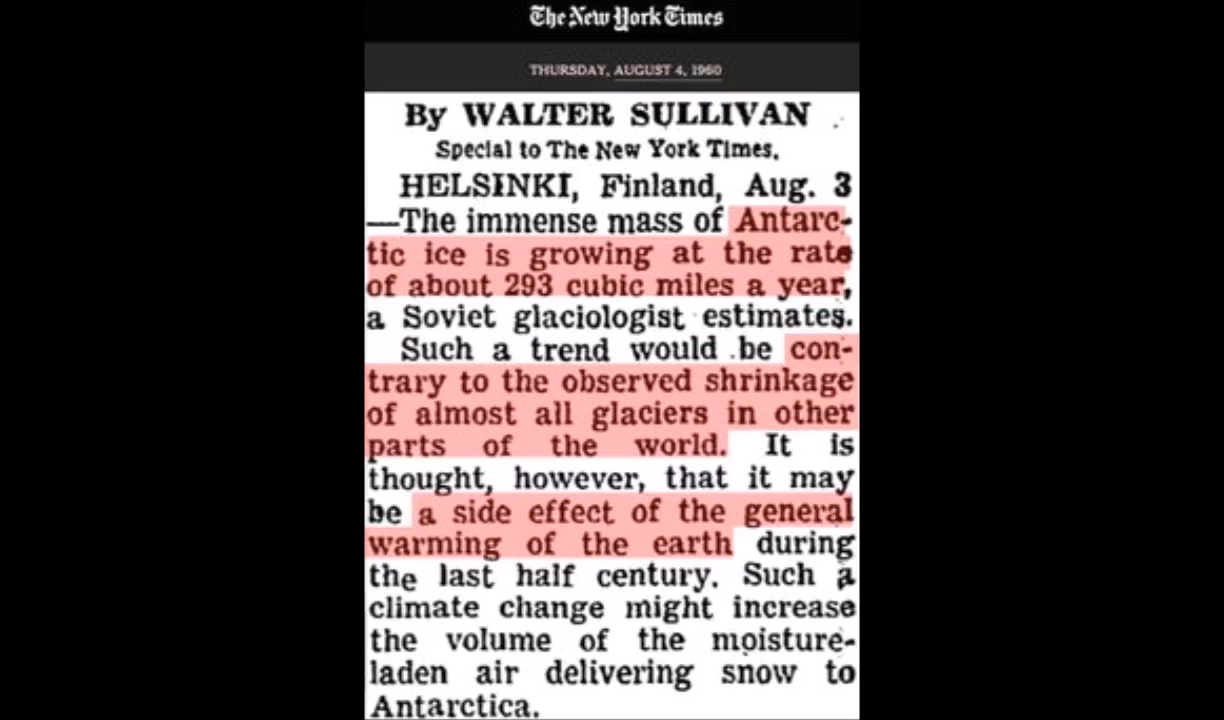 The New York Times
THURSDAY, AUGUST 4, 1960
By WALTER SULLIVAN
Special to The New York Times.
HELSINKI, Finland, Aug. 3
—The immense mass of Antarc-
tic ice is growing at the rate
of about 293 cubic miles a year,
a Soviet glaciologist estimates.
Such a trend would be con-
trary to the observed shrinkage
of almost all glaciers in other
parts of the world. It is
thought, however, that it may
be a side effect of the general
warming of the earth during
the last half century. Such a
climate change might increase
the volume of the moisture-
laden air delivering snow to
Antarctica.